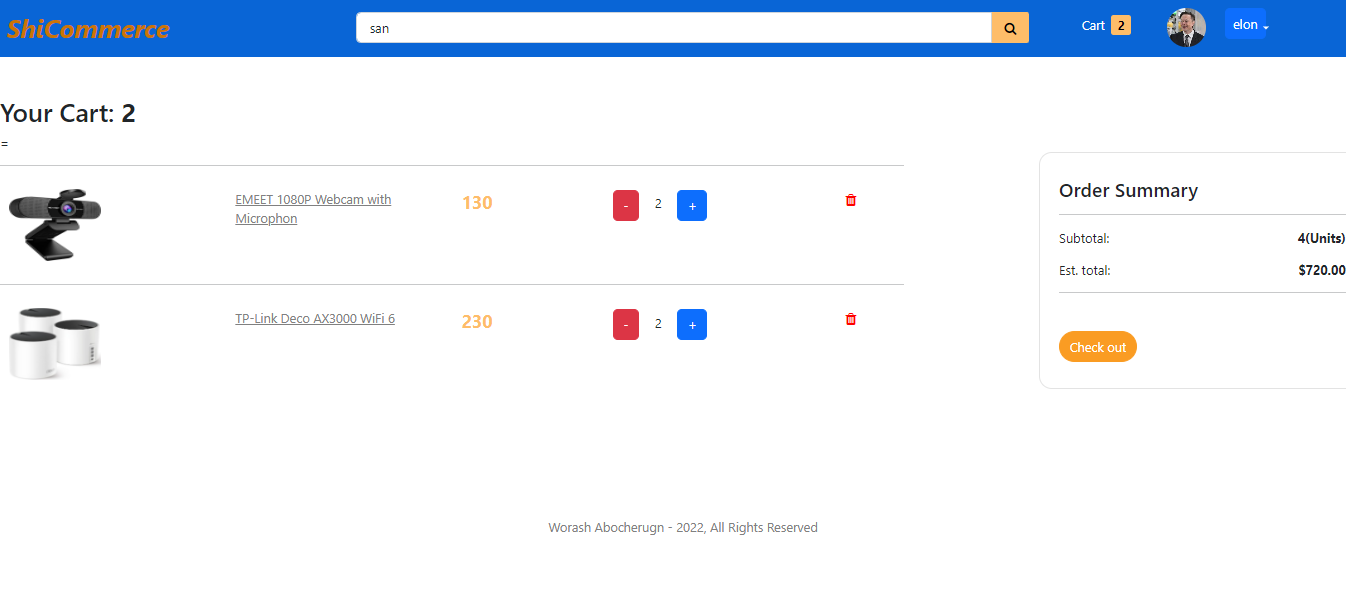 ShiCommerce
san
Cart 2
elon
Your Cart: 2
=
EMEET 1080P Webcam with
Microphon
130
- 2 +
TP-Link Deco AX3000 WiFi 6
230
- 2 +
Order Summary
Subtotal: 4(Units)
Est. total: $720.00
Check out
Worash Abocherugn - 2022, All Rights Reserved